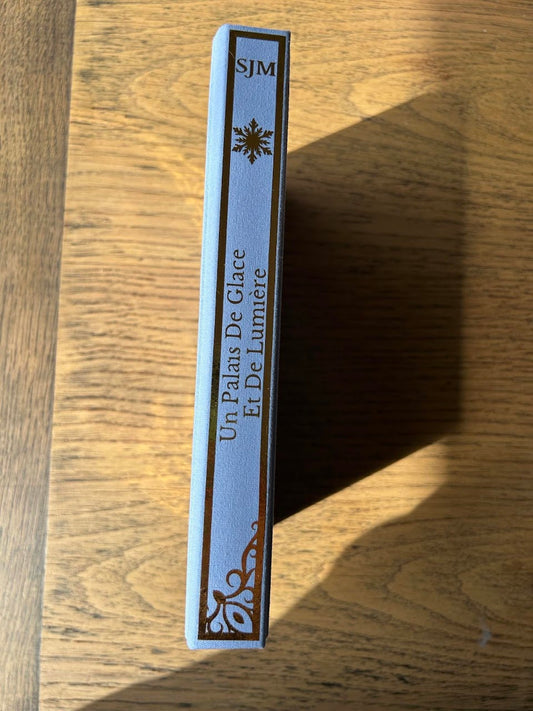 SJM
Un Palais De Glace
Et De Lumière